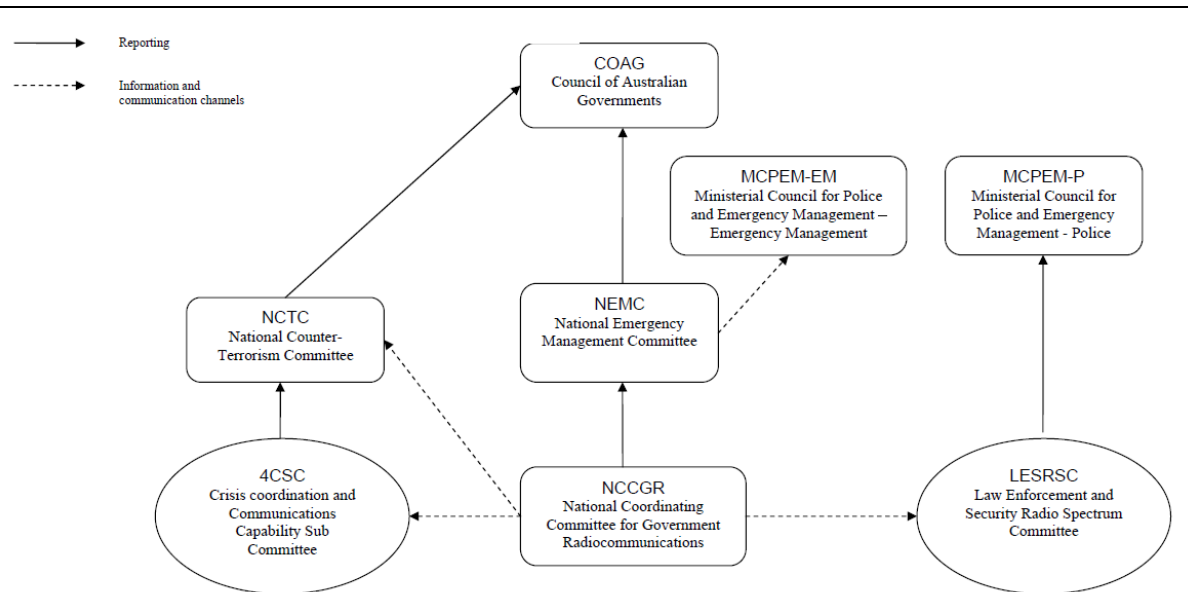 Reporting
Information and
communication channels
COAG
Council of Australian
Governments
MCPEM-EM
Ministerial Council for Police
and Emergency Management –
Emergency Management
MCPEM-P
Ministerial Council for
Police and Emergency
Management - Police
NCTC
National Counter-
Terrorism Committee
NEMC
National Emergency
Management Committee
4CSC
Crisis coordination and
Communications
Capability Sub
Committee
NCCGR
National Coordinating
Committee for Government
Radiocommunications
LESRSC
Law Enforcement and
Security Radio Spectrum
Committee